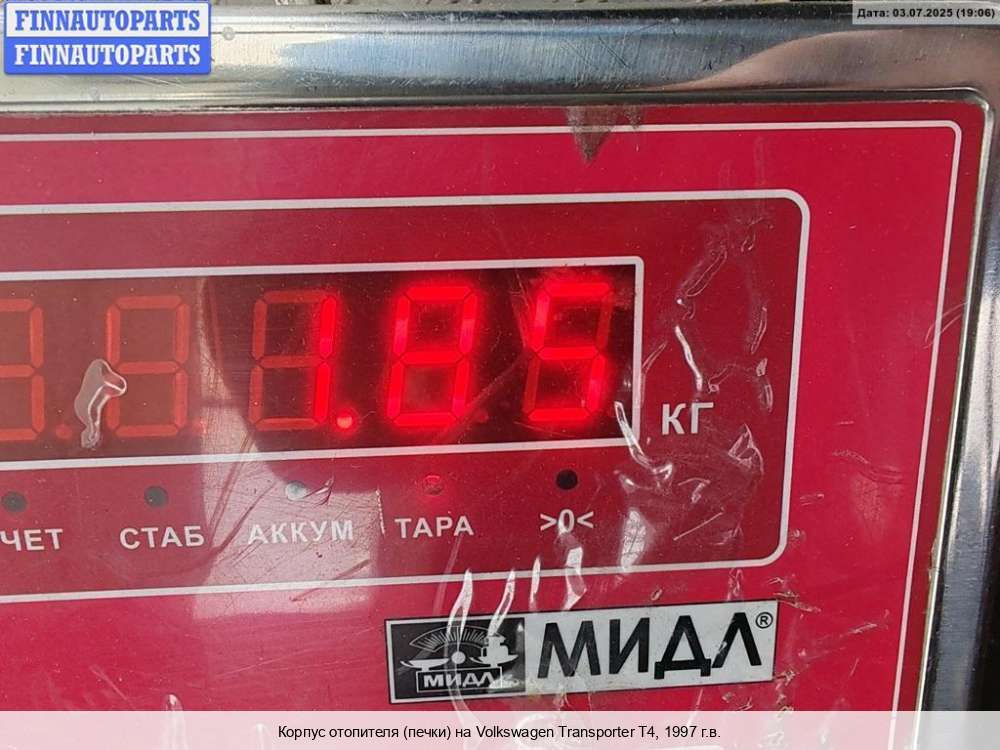 FINNAUTOPARTS
FINNAUTOPARTS
Дата: 03.07.2025 (19:06)
1.05
КГ
ЧЕТ СТАБ АККУМ ТАРА >0<
МИДЛ МИДЛ®
Корпус отопителя (печки) на Volkswagen Transporter T4, 1997 г.в.